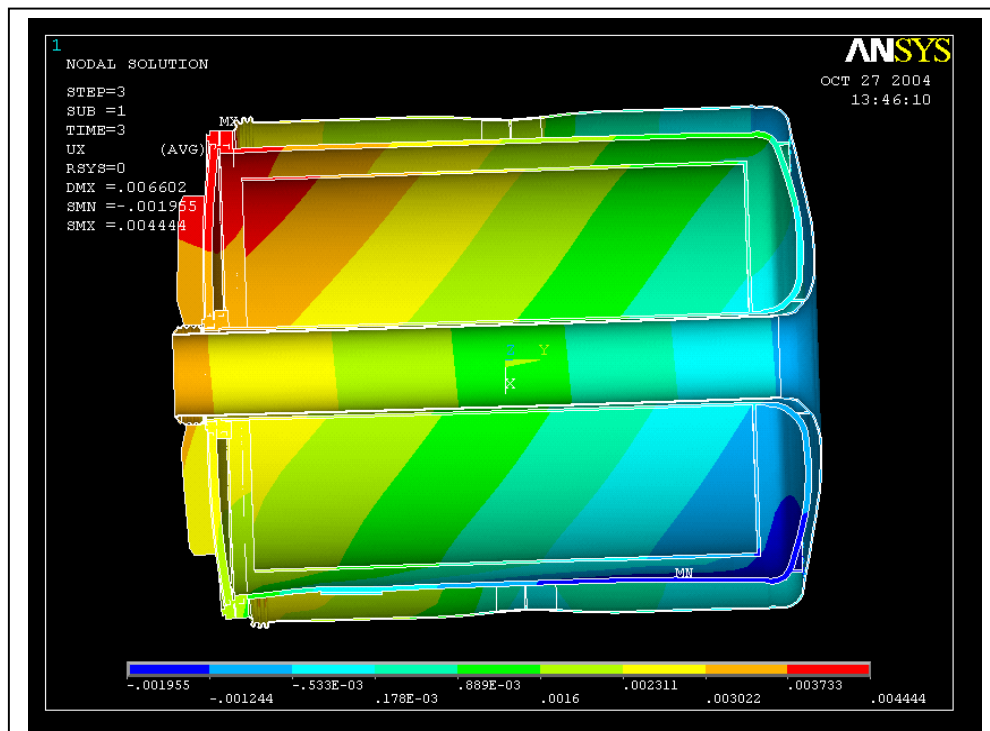 1
ANSYS
NODAL SOLUTION
OCT 27 2004
13:46:10
STEP=3
SUB =1
TIME=3
UX (AVG)
RSYS=0
DMX =.006602
SMN =-.001955
SMX =.004444
MX
Z
Y
X
MN
-.001955
-.001244
-.533E-03
.178E-03
.889E-03
.0016
.002311
.003022
.003733
.004444